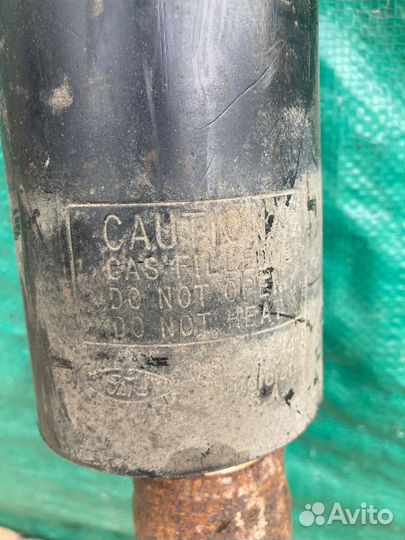 CAUTION
GAS FILLED
DO NOT OPEN
DO NOT HEAT
Avito